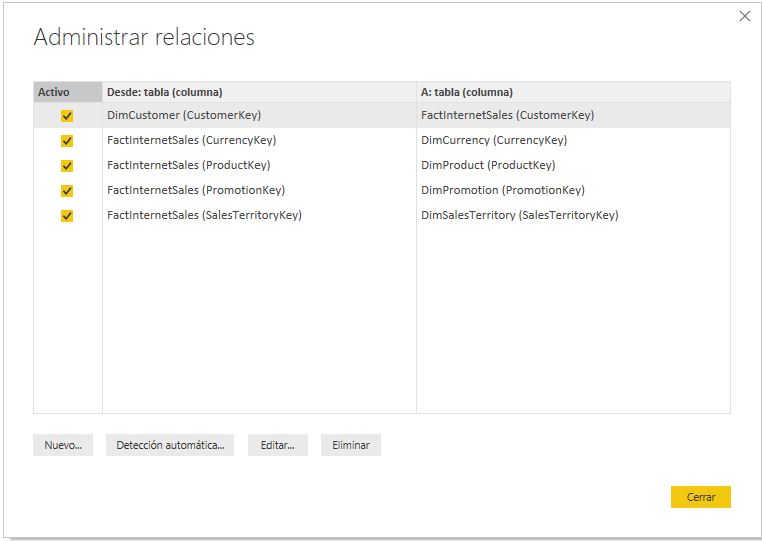 Administrar relaciones
Activo Desde: tabla (columna) A: tabla (columna)
DimCustomer (CustomerKey) FactInternetSales (CustomerKey)
FactInternetSales (CurrencyKey) DimCurrency (CurrencyKey)
FactInternetSales (ProductKey) DimProduct (ProductKey)
FactInternetSales (PromotionKey) DimPromotion (PromotionKey)
FactInternetSales (SalesTerritoryKey) DimSalesTerritory (SalesTerritoryKey)
Nuevo... Detección automática... Editar... Eliminar
Cerrar